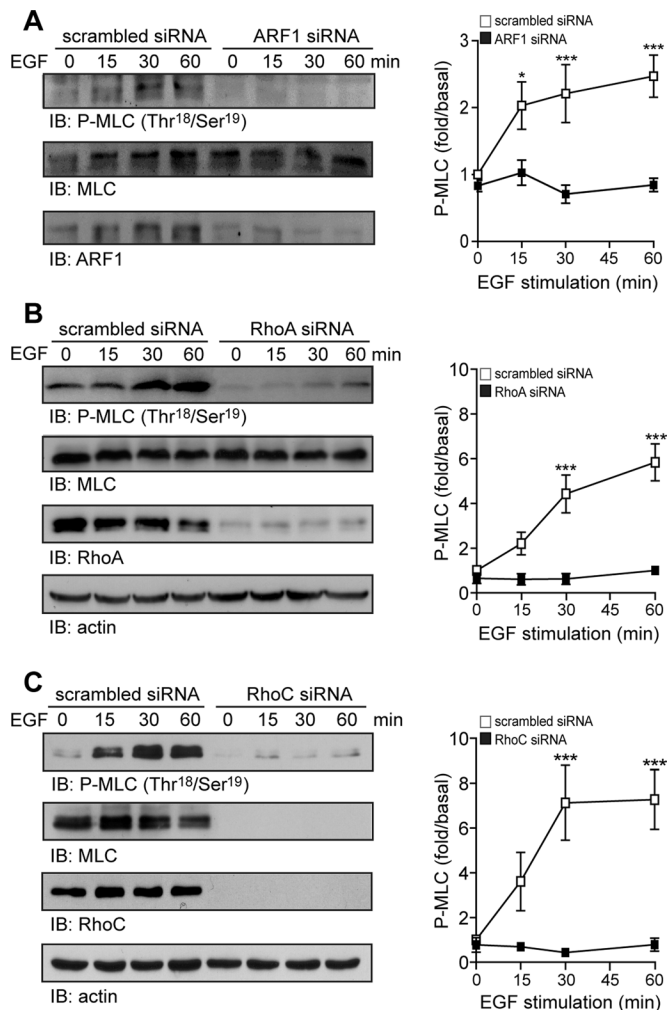 A
scrambled siRNA ARF1 siRNA
EGF 0 15 30 60 0 15 30 60 min
IB: P-MLC (Thr18/Ser19)
IB: MLC
IB: ARF1
scrambled siRNA
ARF1 siRNA
P-MLC (fold/basal)
3
2
1
0
* *** ***
0 15 30 45 60
EGF stimulation (min)
B
scrambled siRNA RhoA siRNA
EGF 0 15 30 60 0 15 30 60 min
IB: P-MLC (Thr18/Ser19)
IB: MLC
IB: RhoA
IB: actin
scrambled siRNA
RhoA siRNA
P-MLC (fold/basal)
10
8
6
4
2
0
*** ***
0 15 30 45 60
EGF stimulation (min)
C
scrambled siRNA RhoC siRNA
EGF 0 15 30 60 0 15 30 60 min
IB: P-MLC (Thr18/Ser19)
IB: MLC
IB: RhoC
IB: actin
scrambled siRNA
RhoC siRNA
P-MLC (fold/basal)
10
8
6
4
2
0
*** ***
0 15 30 45 60
EGF stimulation (min)